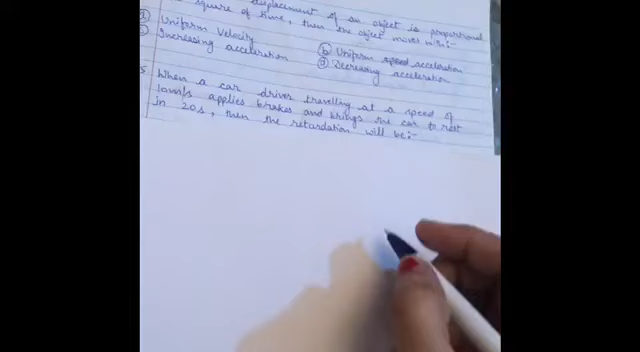 displacement of an object is proportional
square of time, then the object moves with:-
a Uniform Velocity
b Uniform speed acceleration
c Increasing acceleration
d Decreasing acceleration
5 When a car driver travelling at a speed of
10m/s applies brakes and brings the car to rest
in 20s, then the retardation will be:-